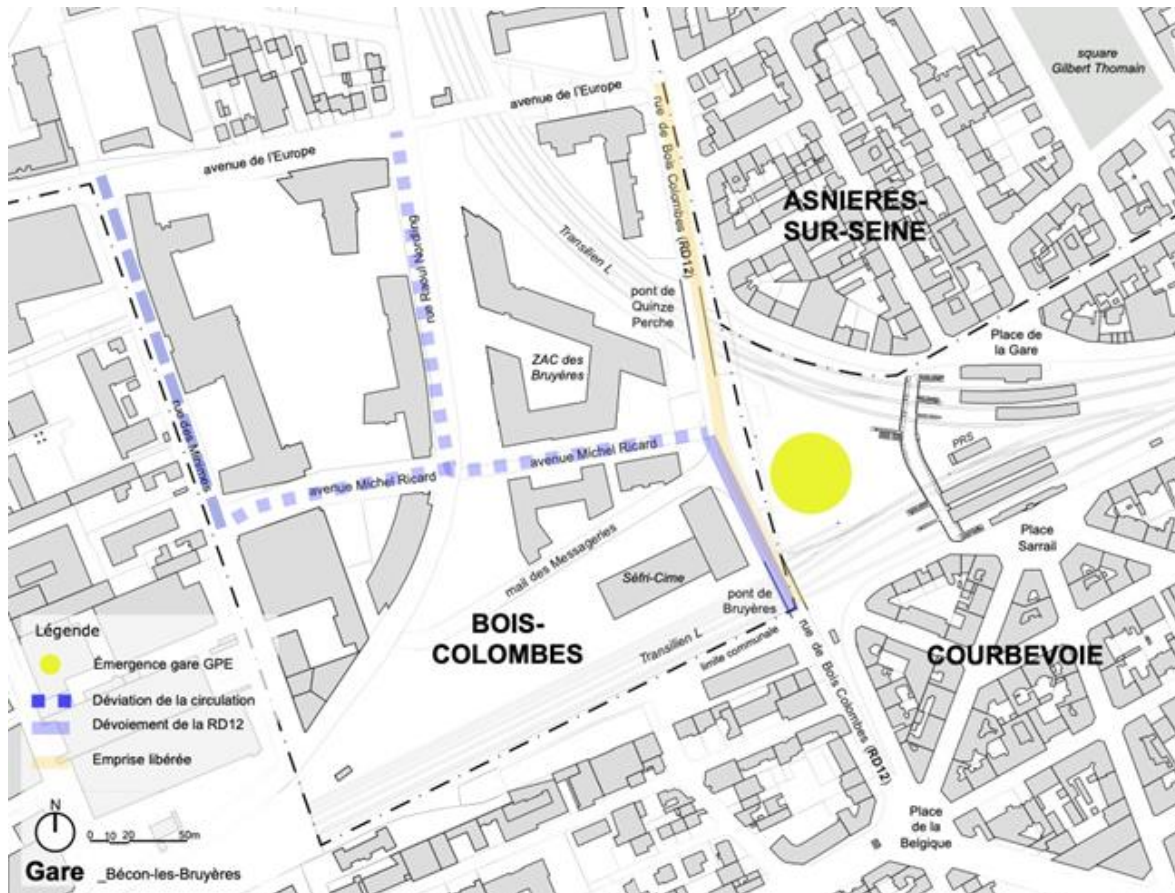 square
Gilbert Thomain
avenue de l'Europe
avenue de l'Europe
rue de Bois Colombes (RD12)
ASNIERES-
SUR-SEINE
rue Raoul Nording
Transilien L
pont de
Quinze
Perche
Place de
la Gare
ZAC des
Bruyères
rue des Minimes
avenue Michel Ricard
avenue Michel Ricard
PRS
mail des Messageries
Séfri-Cime
Place
Sarrail
pont de
Bruyères
BOIS-
COLOMBES
Transilien L
limite communale
rue de Bois Colombes (RD12)
COURBEVOIE
Place
de la
Belgique
Légende
Émergence gare GPE
Déviation de la circulation
Dévoiement de la RD12
Emprise libérée
N
0 10 20 50m
Gare _Bécon-les-Bruyères